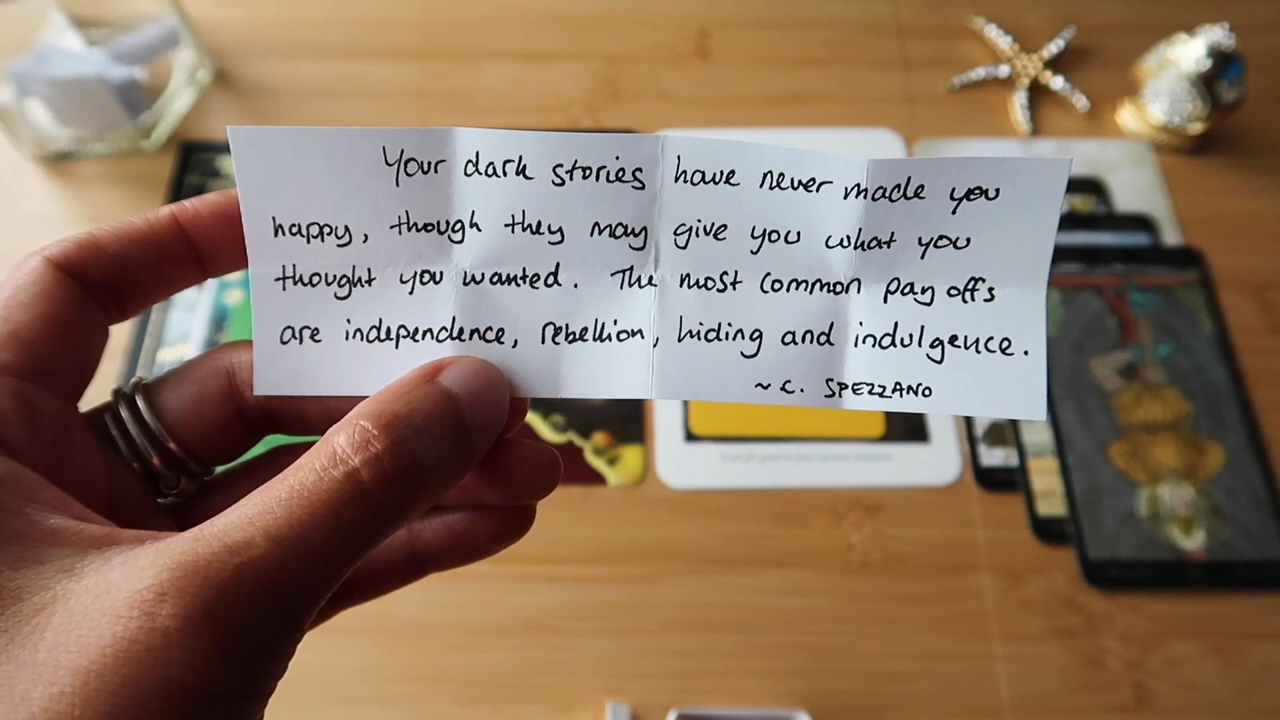 Your dark stories have never made you
happy, though they may give you what you
thought you wanted. The most common pay offs
are independence, rebellion, hiding and indulgence.
~ C. SPEZZANO